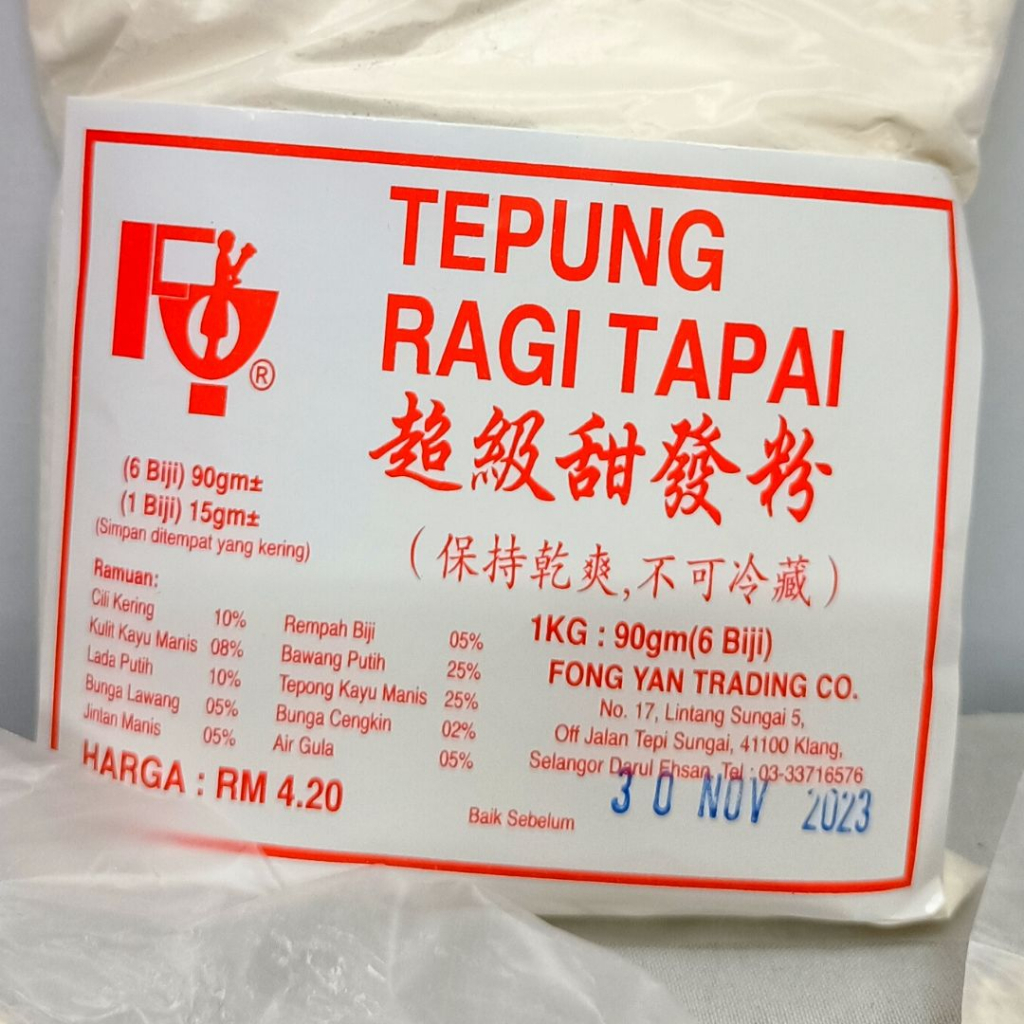 TEPUNG
RAGI TAPAI
超級甜發粉
(保持乾爽,不可冷藏)
®
(6 Biji) 90gm±
(1 Biji) 15gm±
(Simpan ditempat yang kering)
Ramuan:
Cili Kering 10%
Kulit Kayu Manis 08%
Lada Putih 10%
Bunga Lawang 05%
Jintan Manis 05%
Rempah Biji 05%
Bawang Putih 25%
Tepong Kayu Manis 25%
Bunga Cengkin 02%
Air Gula 05%
HARGA : RM 4.20
1KG : 90gm(6 Biji)
FONG YAN TRADING CO.
No. 17, Lintang Sungai 5,
Off Jalan Tepi Sungai, 41100 Klang,
Selangor Darul Ehsan, Tel : 03-33716576
Baik Sebelum 30 NOV 2023